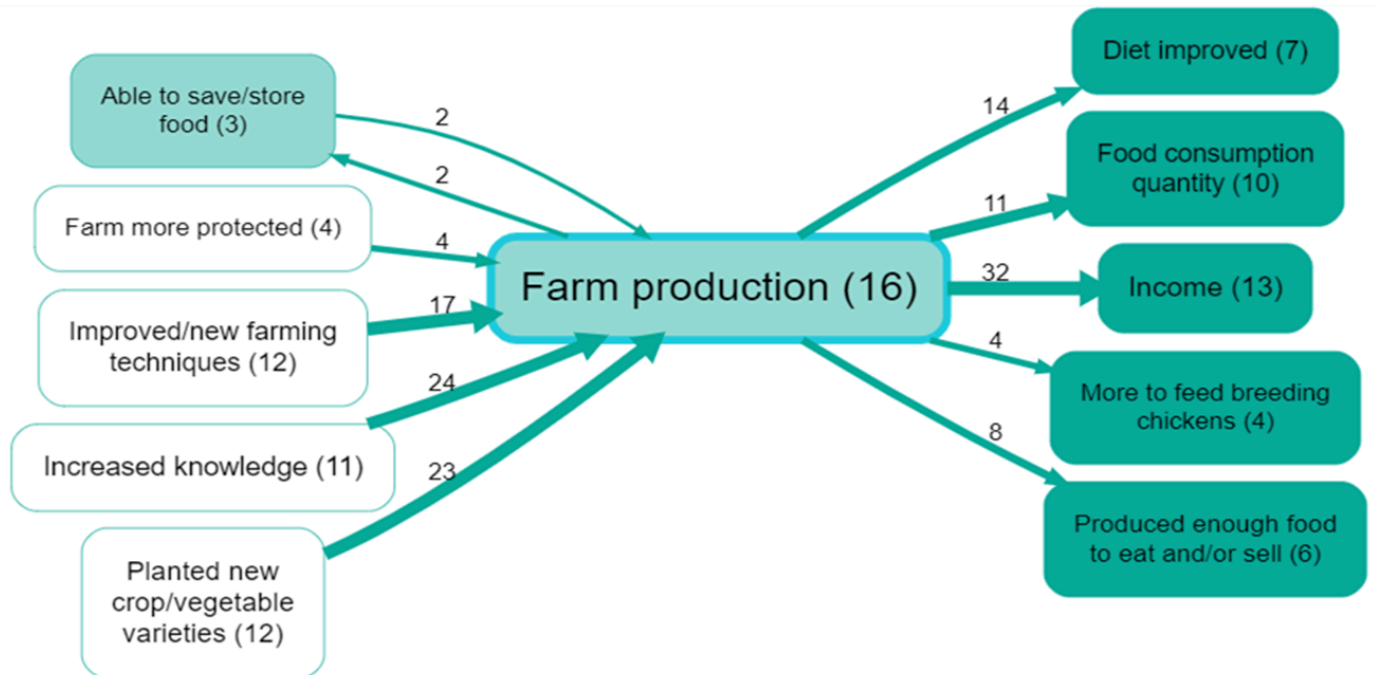 Able to save/store
food (3)
2
2
Farm more protected (4)
4
Improved/new farming
techniques (12)
17
Increased knowledge (11)
24
Planted new
crop/vegetable
varieties (12)
23
Farm production (16)
14
Diet improved (7)
11
Food consumption
quantity (10)
32
Income (13)
4
More to feed breeding
chickens (4)
8
Produced enough food
to eat and/or sell (6)